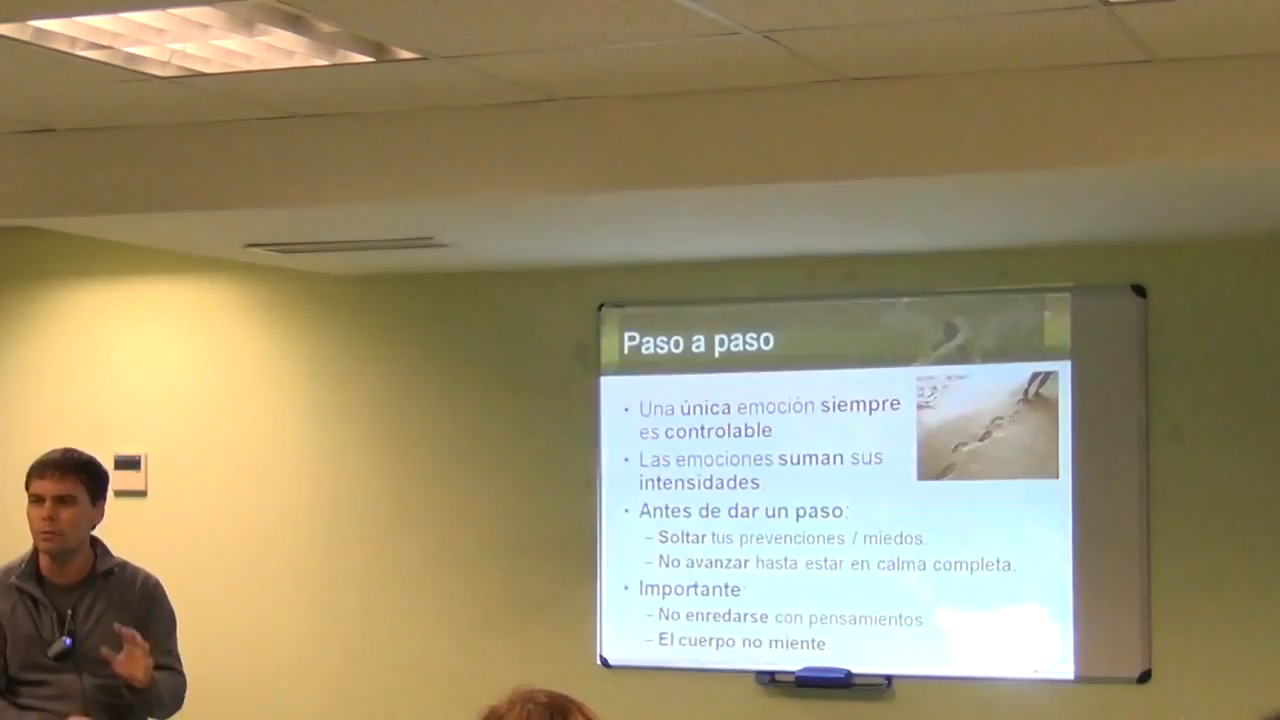 Paso a paso
• Una única emoción siempre
es controlable
• Las emociones suman sus
intensidades.
• Antes de dar un paso:
– Soltar tus prevenciones / miedos.
– No avanzar hasta estar en calma completa.
• Importante:
– No enredarse con pensamientos.
– El cuerpo no miente.